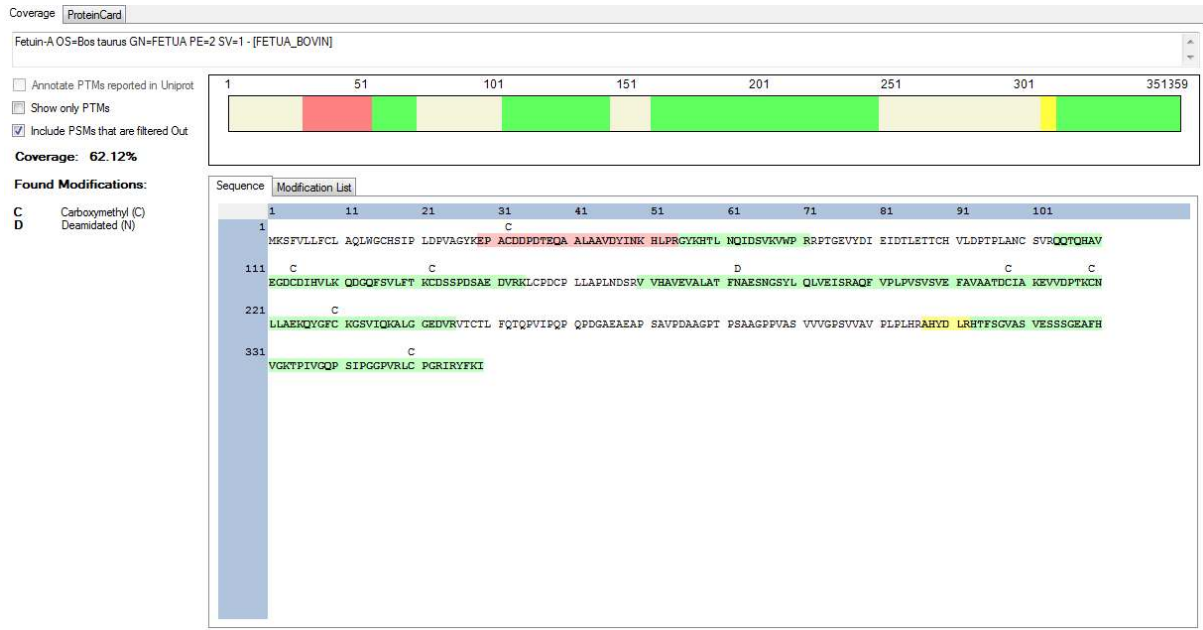 Coverage ProteinCard
Fetuin-A OS=Bos taurus GN=FETUA PE=2 SV=1 - [FETUA_BOVIN]
Annotate PTMs reported in Uniprot
Show only PTMs
Include PSMs that are filtered Out
Coverage: 62.12%
Found Modifications:
C Carboxymethyl (C)
D Deamidated (N)
1 51 101 151 201 251 301 351359
Sequence Modification List
1 11 21 31 41 51 61 71 81 91 101
C
1
MKSFVLLFCL AQLWGCHSIP LDPVAGYKEP ACDDPDTEQA ALAAVDYINK HLPRGYKHTL NQIDSVKVWP RRPTGEVYDI EIDTLETTCH VLDPTPLANC SVRQQTQHAV
111 C C D C C
EGDCDIHVLK QDGQFSVLFT KCDSSPDSAE DVRKLCPDCP LLAPLNDSRV VHAVEVALAT FNAESNGSYL QLVEISRAQF VPLPVSVSVE FAVAATDCIA KEVVDPTKCN
221 C
LLAEKQYGFC KGSVIQKALG GEDVRVTCTL FQTQPVIPQP QPDGAEAEAP SAVPDAAGPT PSAAGPPVAS VVVGPSVVAV PLPLHRAHYD LRHTFSGVAS VESSSGEAFH
331 C
VGKTPIVGQP SIPGGPVRLC PGRIRYFKI